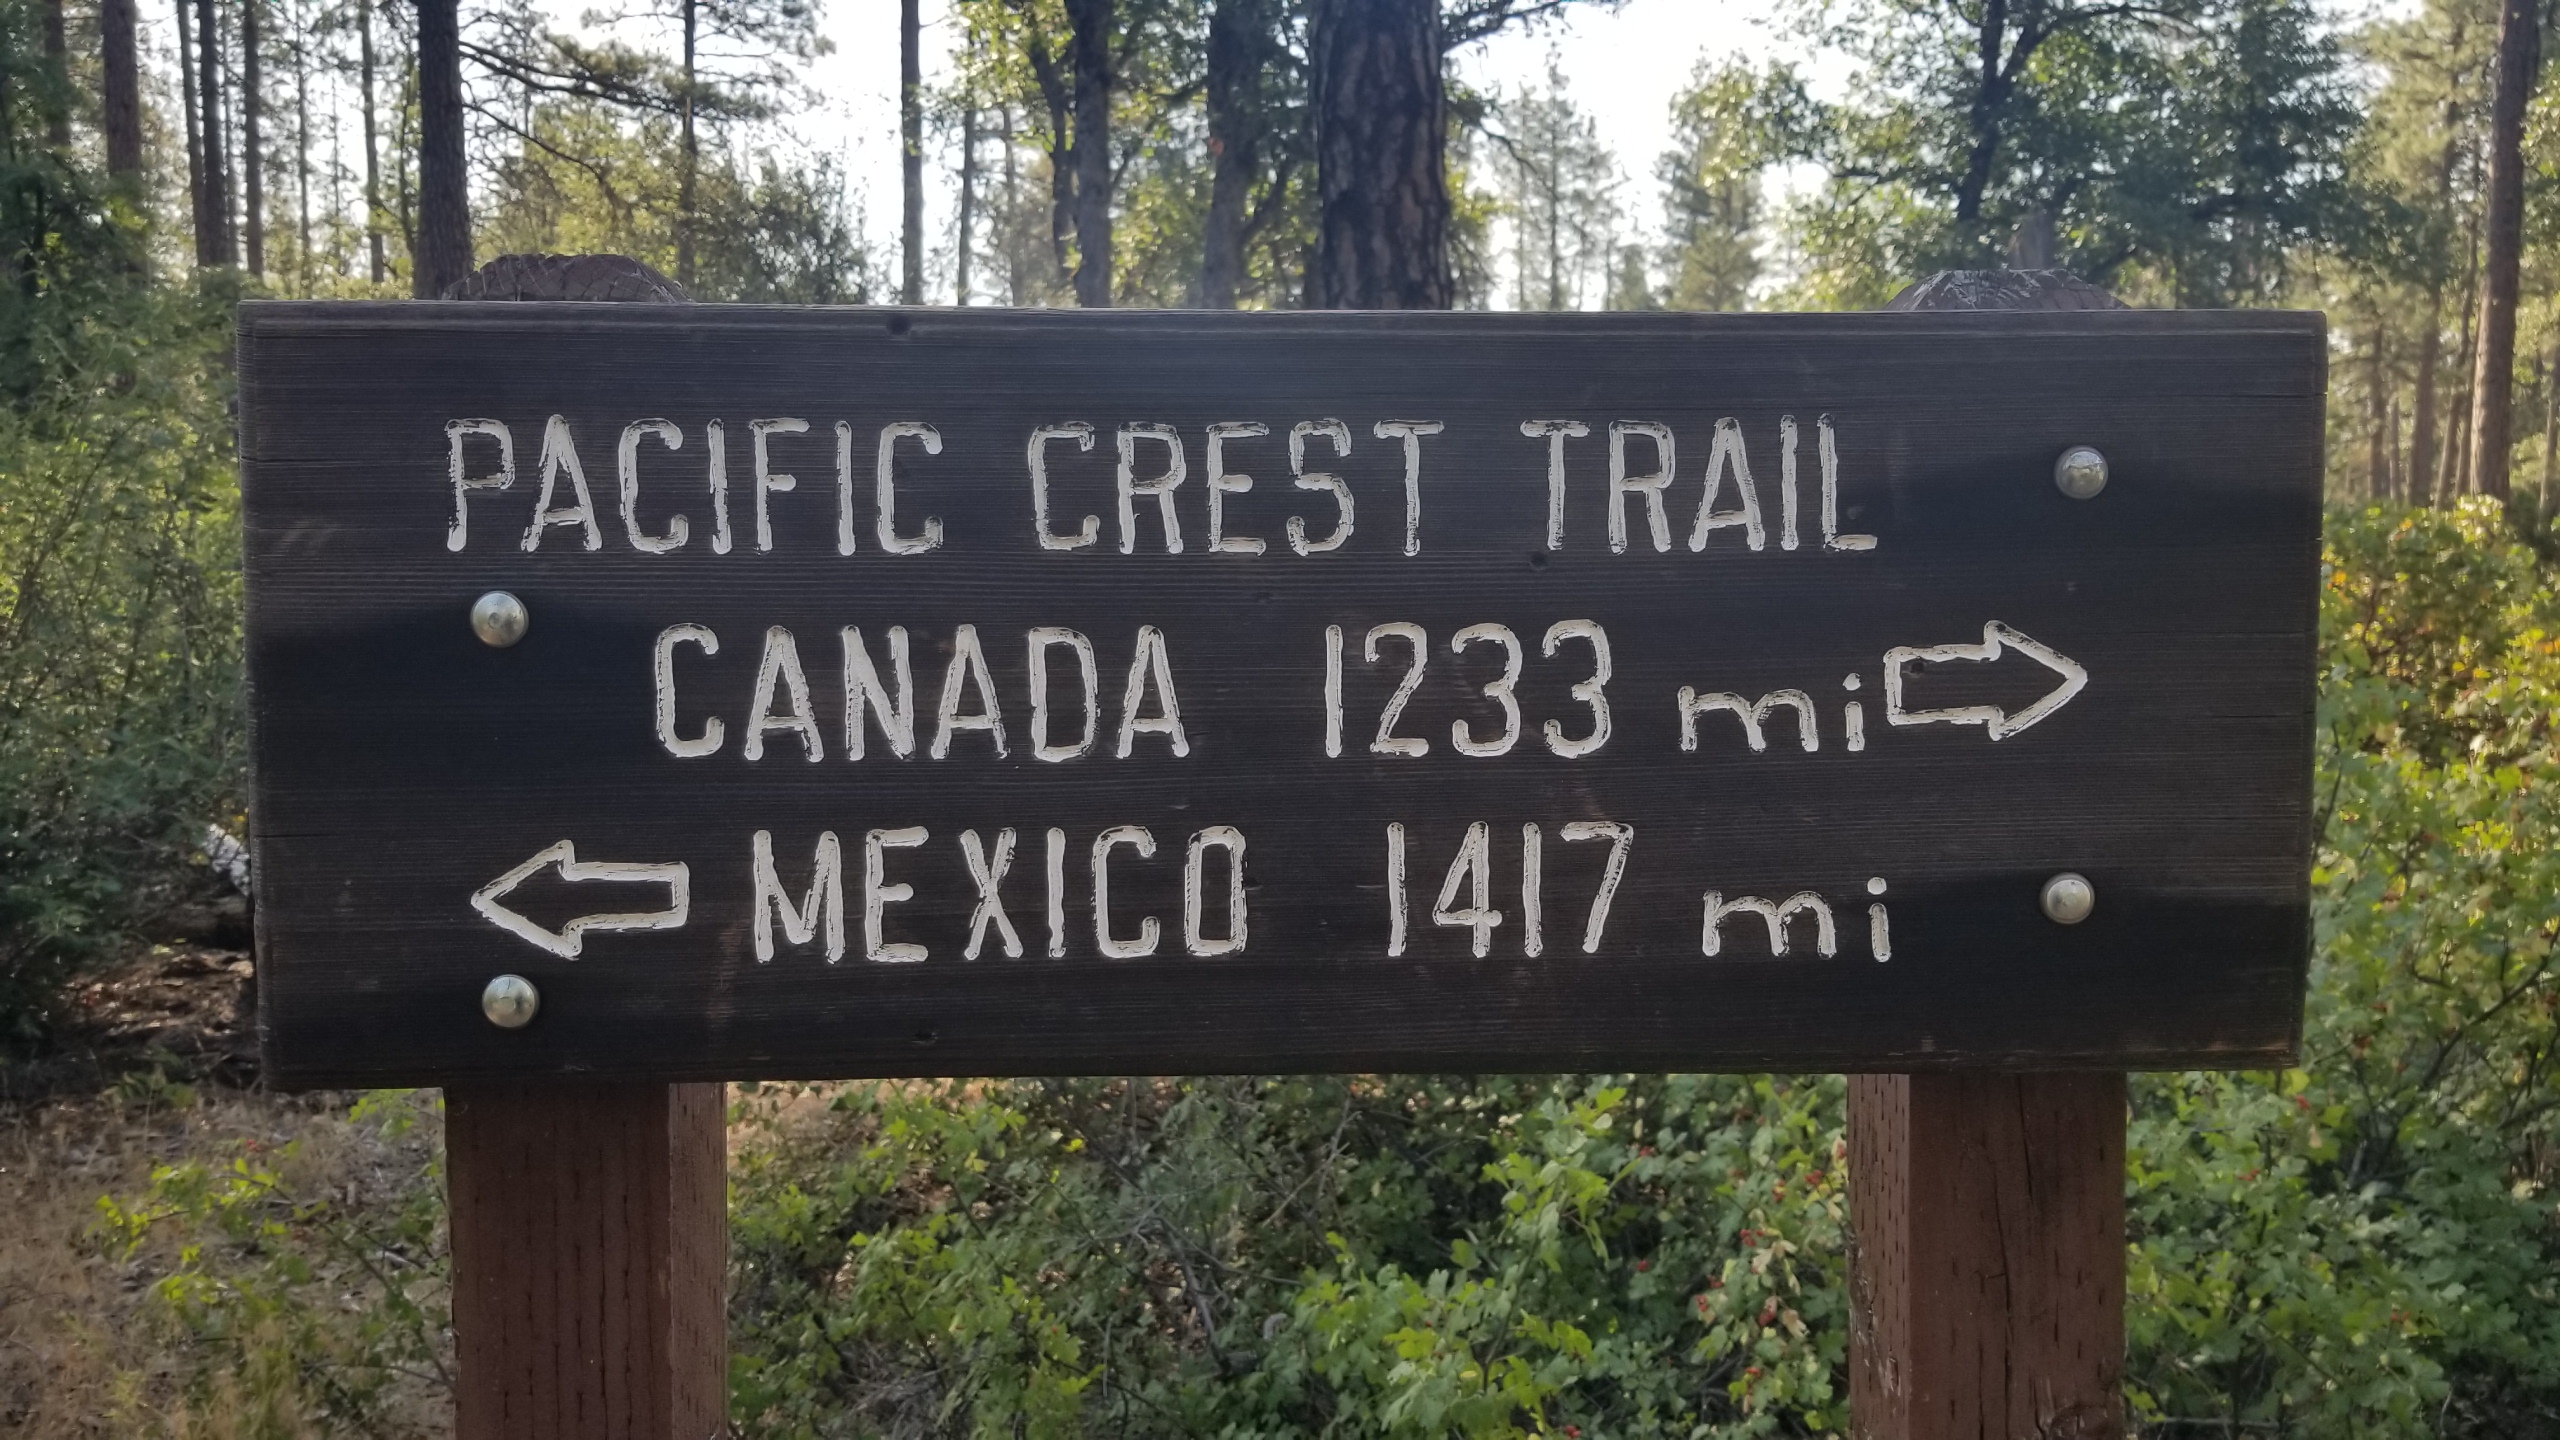 PACIFIC CREST TRAIL
CANADA 1233 mi
MEXICO 1417 mi